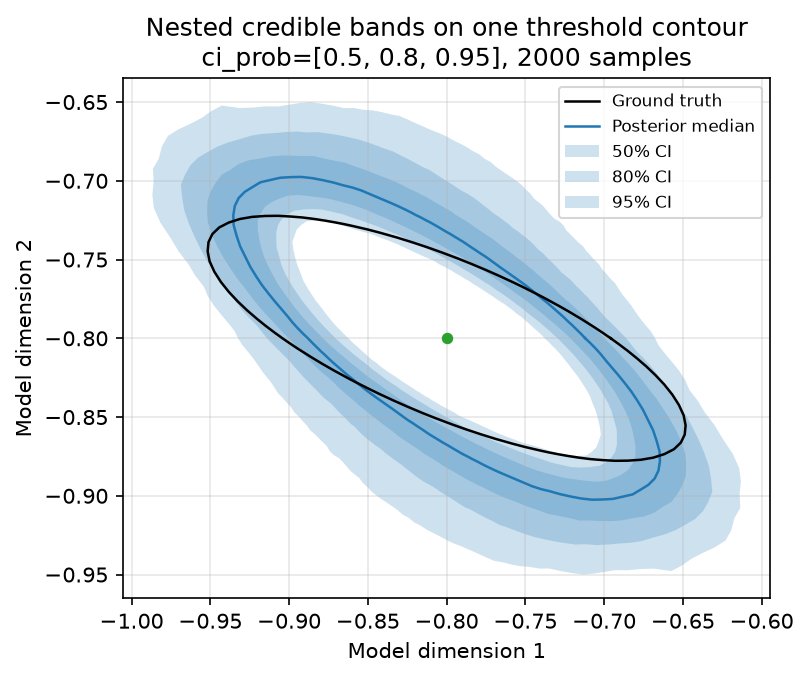 Nested credible bands on one threshold contour
ci_prob=[0.5, 0.8, 0.95], 2000 samples
Ground truth
Posterior median
50% CI
80% CI
95% CI
Model dimension 2
−0.65
−0.70
−0.75
−0.80
−0.85
−0.90
−0.95
−1.00 −0.95 −0.90 −0.85 −0.80 −0.75 −0.70 −0.65 −0.60
Model dimension 1